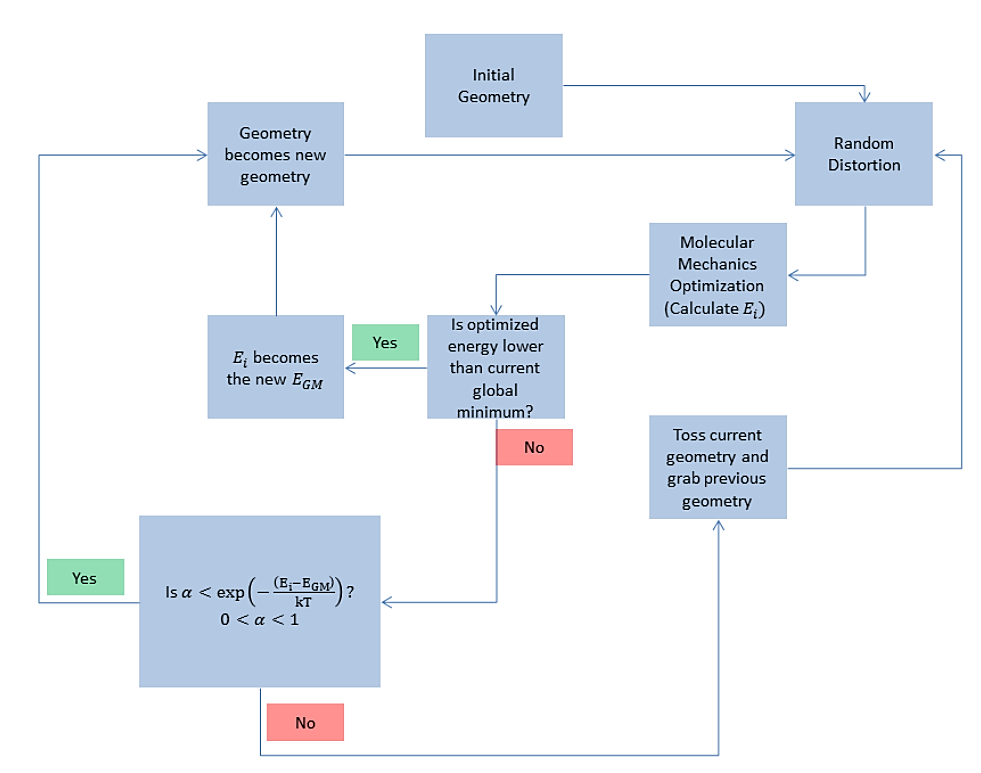 Initial
Geometry
Geometry
becomes new
geometry
Random
Distortion
Molecular
Mechanics
Optimization
(Calculate E_i)
Is optimized
energy lower
than current
global
minimum?
Yes
E_i becomes
the new E_GM
No
Toss current
geometry and
grab previous
geometry
Yes
Is α < exp(−(E_i−E_GM)/kT)?
0 < α < 1
No